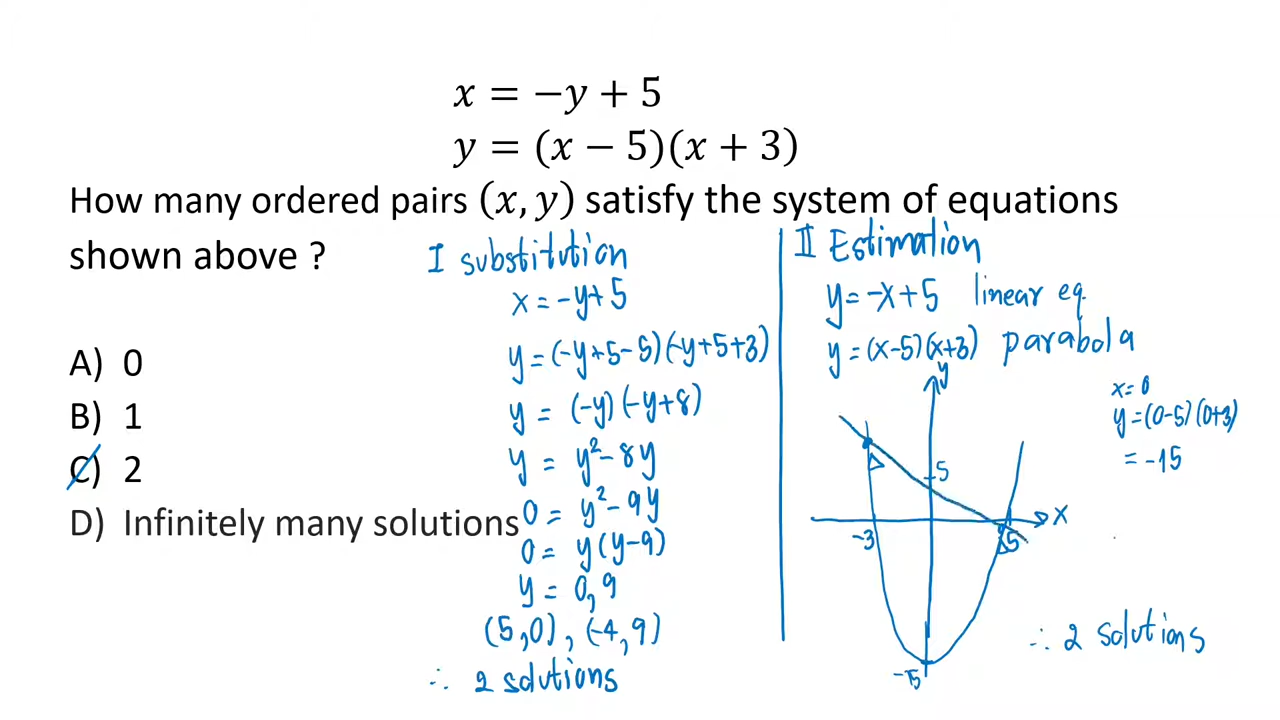 x = −y + 5
y = (x − 5)(x + 3)
How many ordered pairs (x, y) satisfy the system of equations
shown above ?
A) 0
B) 1
C) 2
D) Infinitely many solutions
I substitution
x = -y+5
y = (-y+5-5)(-y+5+3)
y = (-y)(-y+8)
y = y²-8y
0 = y²-9y
0 = y(y-9)
y = 0, 9
(5,0), (-4,9)
∴ 2 solutions
II Estimation
y = -x+5 linear eq.
y = (x-5)(x+3) parabola
x = 0
y = (0-5)(0+3)
= -15
y
5
x
-3
5
-15
∴ 2 solutions